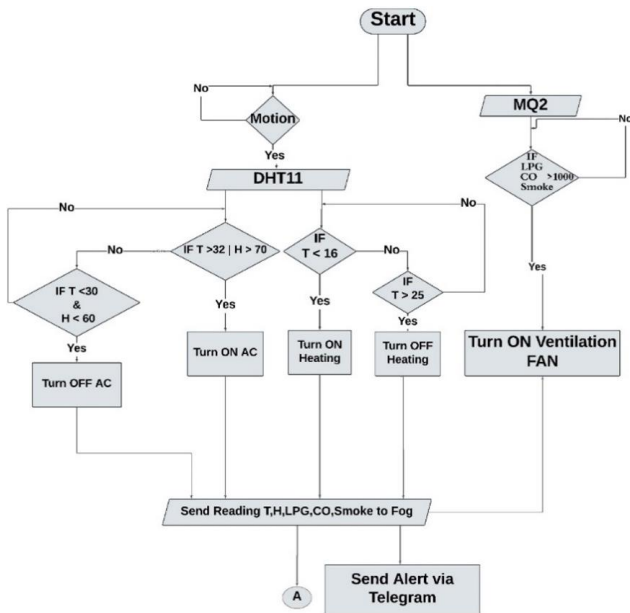 Start
No
Motion
Yes
MQ2
No
IF
LPG
CO >1000
Smoke
Yes
DHT11
No
No
IF T >32 | H > 70
No
IF
T < 16
No
IF
T > 25
IF T <30
&
H < 60
Yes
Yes
Yes
Yes
Turn OFF AC
Turn ON AC
Turn ON
Heating
Turn OFF
Heating
Turn ON Ventilation
FAN
Send Reading T,H,LPG,CO,Smoke to Fog
A
Send Alert via
Telegram